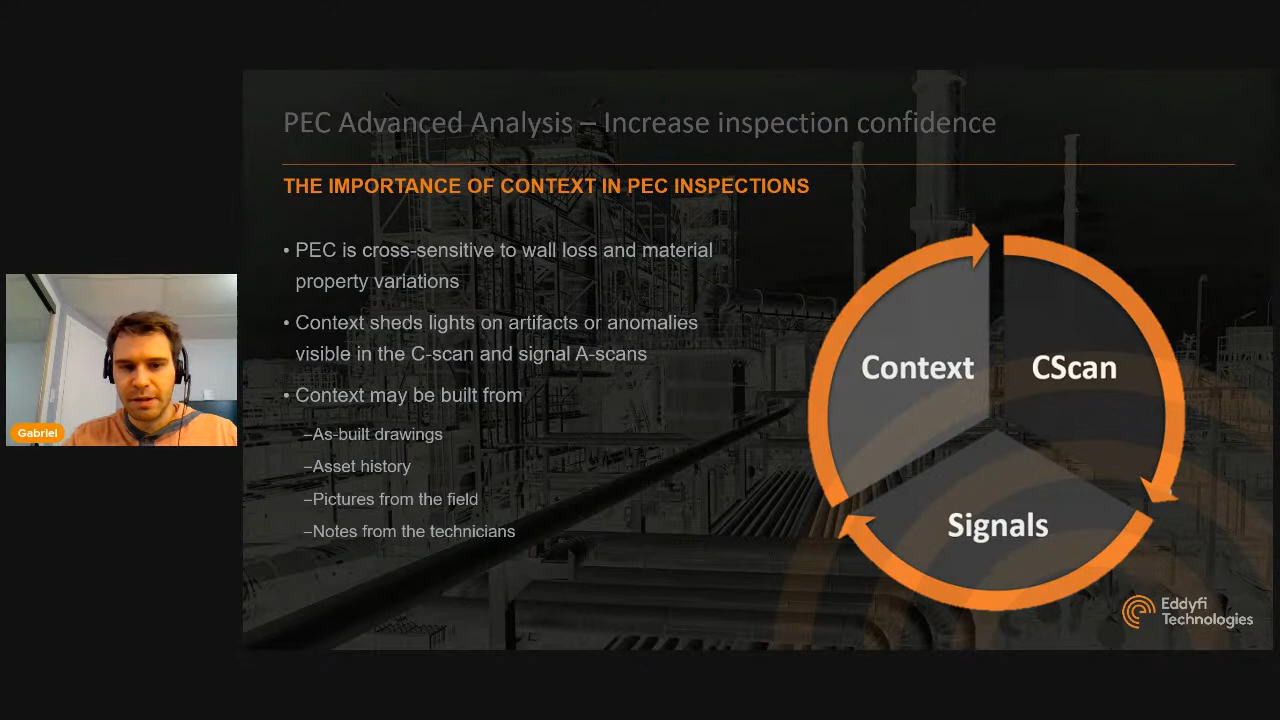 PEC Advanced Analysis – Increase inspection confidence
THE IMPORTANCE OF CONTEXT IN PEC INSPECTIONS
• PEC is cross-sensitive to wall loss and material
property variations
• Context sheds lights on artifacts or anomalies
visible in the C-scan and signal A-scans
• Context may be built from
–As-built drawings
–Asset history
–Pictures from the field
–Notes from the technicians
Context
CScan
Signals
Gabriel
Eddyfi
Technologies